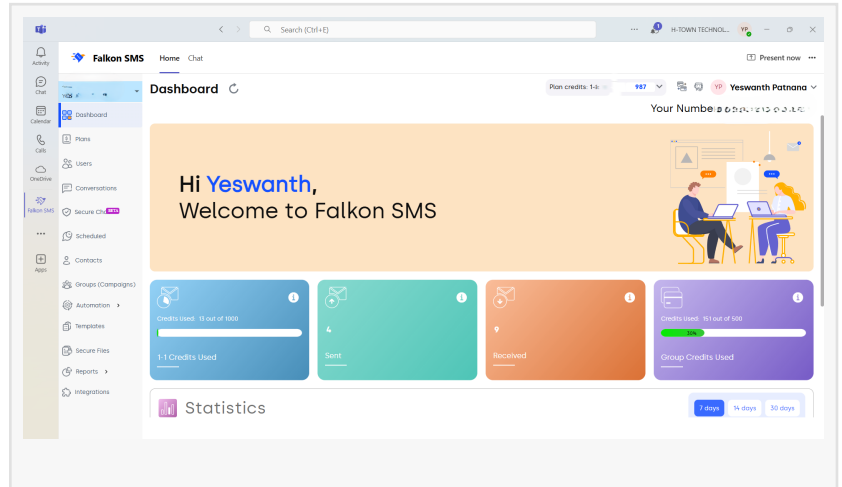 Search (Ctrl+E)
H-TOWN TECHNOL...
YP
Activity
Falkon SMS
Home
Chat
Present now
Chat
Calendar
Calls
OneDrive
Falkon SMS
Apps
Dashboard
Plans
Users
Conversations
Secure Cha
BETA
Scheduled
Contacts
Groups (Campaigns)
Automation
Templates
Secure Files
Reports
Integrations
Dashboard
Plan credits: 1-
987
YP
Yeswanth Patnana
Your Numbe
Hi Yeswanth,
Welcome to Falkon SMS
Credits Used: 13 out of 1000
1-1 Credits Used
4
Sent
9
Received
Credits Used: 151 out of 500
30%
Group Credits Used
Statistics
7 days
14 days
30 days